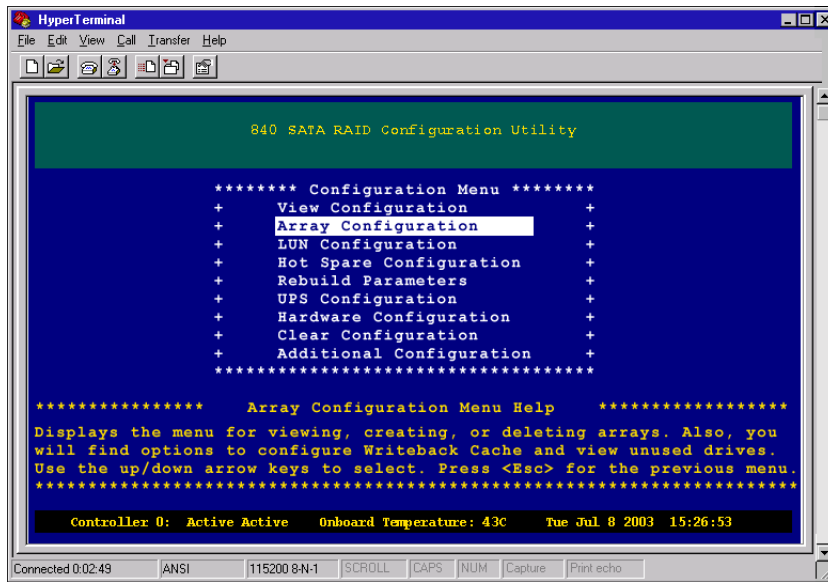 HyperTerminal
File Edit View Call Transfer Help
840 SATA RAID Configuration Utility
******** Configuration Menu ********
+ View Configuration +
+ Array Configuration +
+ LUN Configuration +
+ Hot Spare Configuration +
+ Rebuild Parameters +
+ UPS Configuration +
+ Hardware Configuration +
+ Clear Configuration +
+ Additional Configuration +
************************************
**************** Array Configuration Menu Help ******************
Displays the menu for viewing, creating, or deleting arrays. Also, you
will find options to configure Writeback Cache and view unused drives.
Use the up/down arrow keys to select. Press <Esc> for the previous menu.
************************************************************************
Controller 0: Active Active Onboard Temperature: 43C Tue Jul 8 2003 15:26:53
Connected 0:02:49 ANSI 115200 8-N-1 SCROLL CAPS NUM Capture Print echo